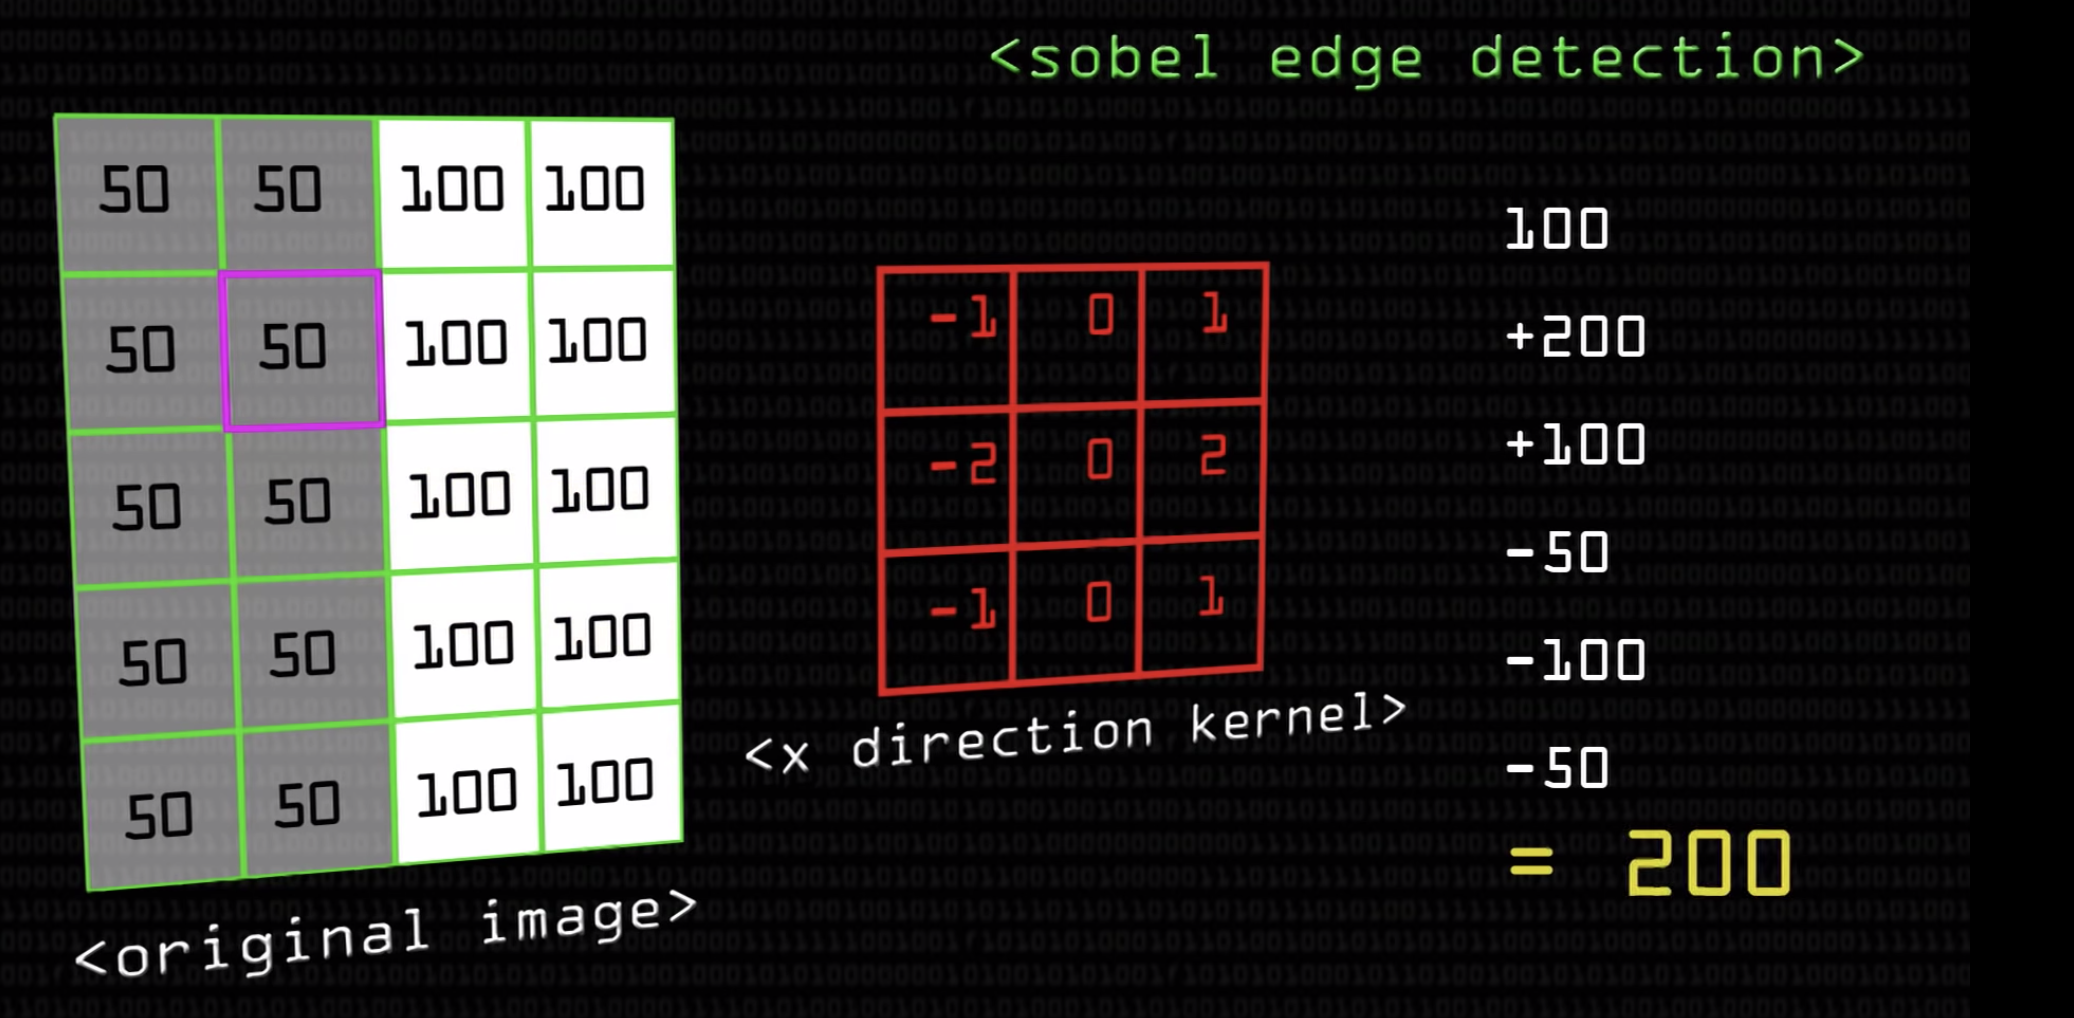 <sobel edge detection>
50 50 100 100
50 50 100 100
50 50 100 100
50 50 100 100
50 50 100 100
<original image>
-1 0 1
-2 0 2
-1 0 1
<x direction kernel>
100
+200
+100
-50
-100
-50
= 200